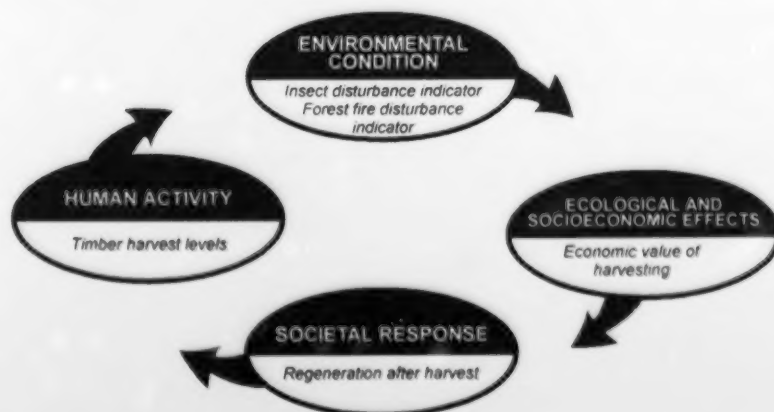 ENVIRONMENTAL
CONDITION
Insect disturbance indicator
Forest fire disturbance
indicator
HUMAN ACTIVITY
Timber harvest levels
ECOLOGICAL AND
SOCIOECONOMIC EFFECTS
Economic value of
harvesting
SOCIETAL RESPONSE
Regeneration after harvest